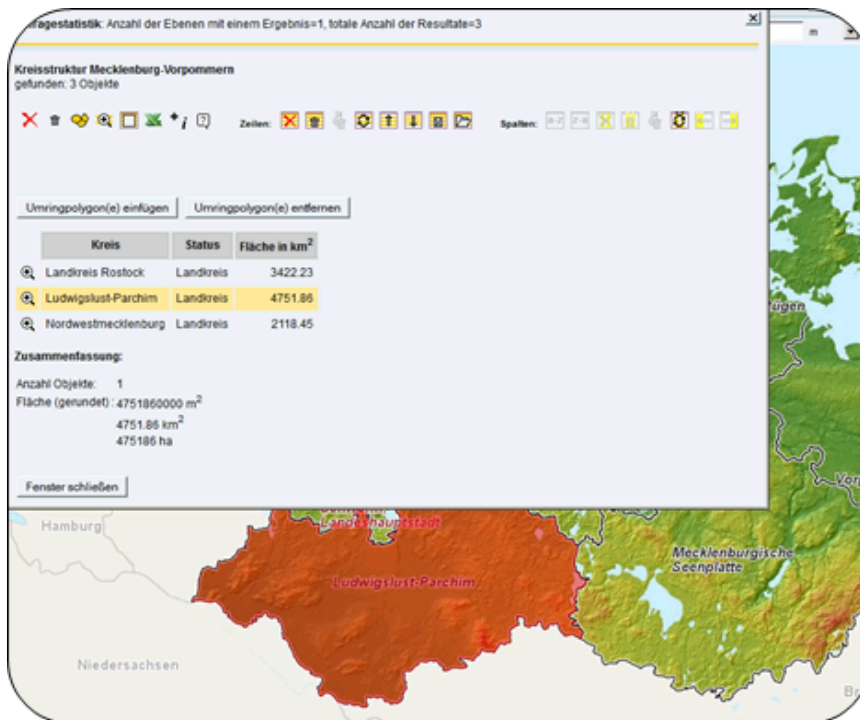 fragestatistik: Anzahl der Ebenen mit einem Ergebnis=1, totale Anzahl der Resultate=3
m
Kreisstruktur Mecklenburg-Vorpommern
gefunden: 3 Objekte
Zeilen:
Spalten:
Umringpolygon(e) einfügen Umringpolygon(e) entfernen
Kreis Status Fläche in km²
Landkreis Rostock Landkreis 3422.23
Ludwigslust-Parchim Landkreis 4751.86
Nordwestmecklenburg Landkreis 2118.45
Zusammenfassung:
Anzahl Objekte: 1
Fläche (gerundet) : 4751860000 m²
4751.86 km²
475186 ha
Fenster schließen
ügen
Vor
Hamburg
Landeshauptstadt
Mecklenburgische
Seenplatte
Ludwigslust-Parchim
Niedersachsen
Br